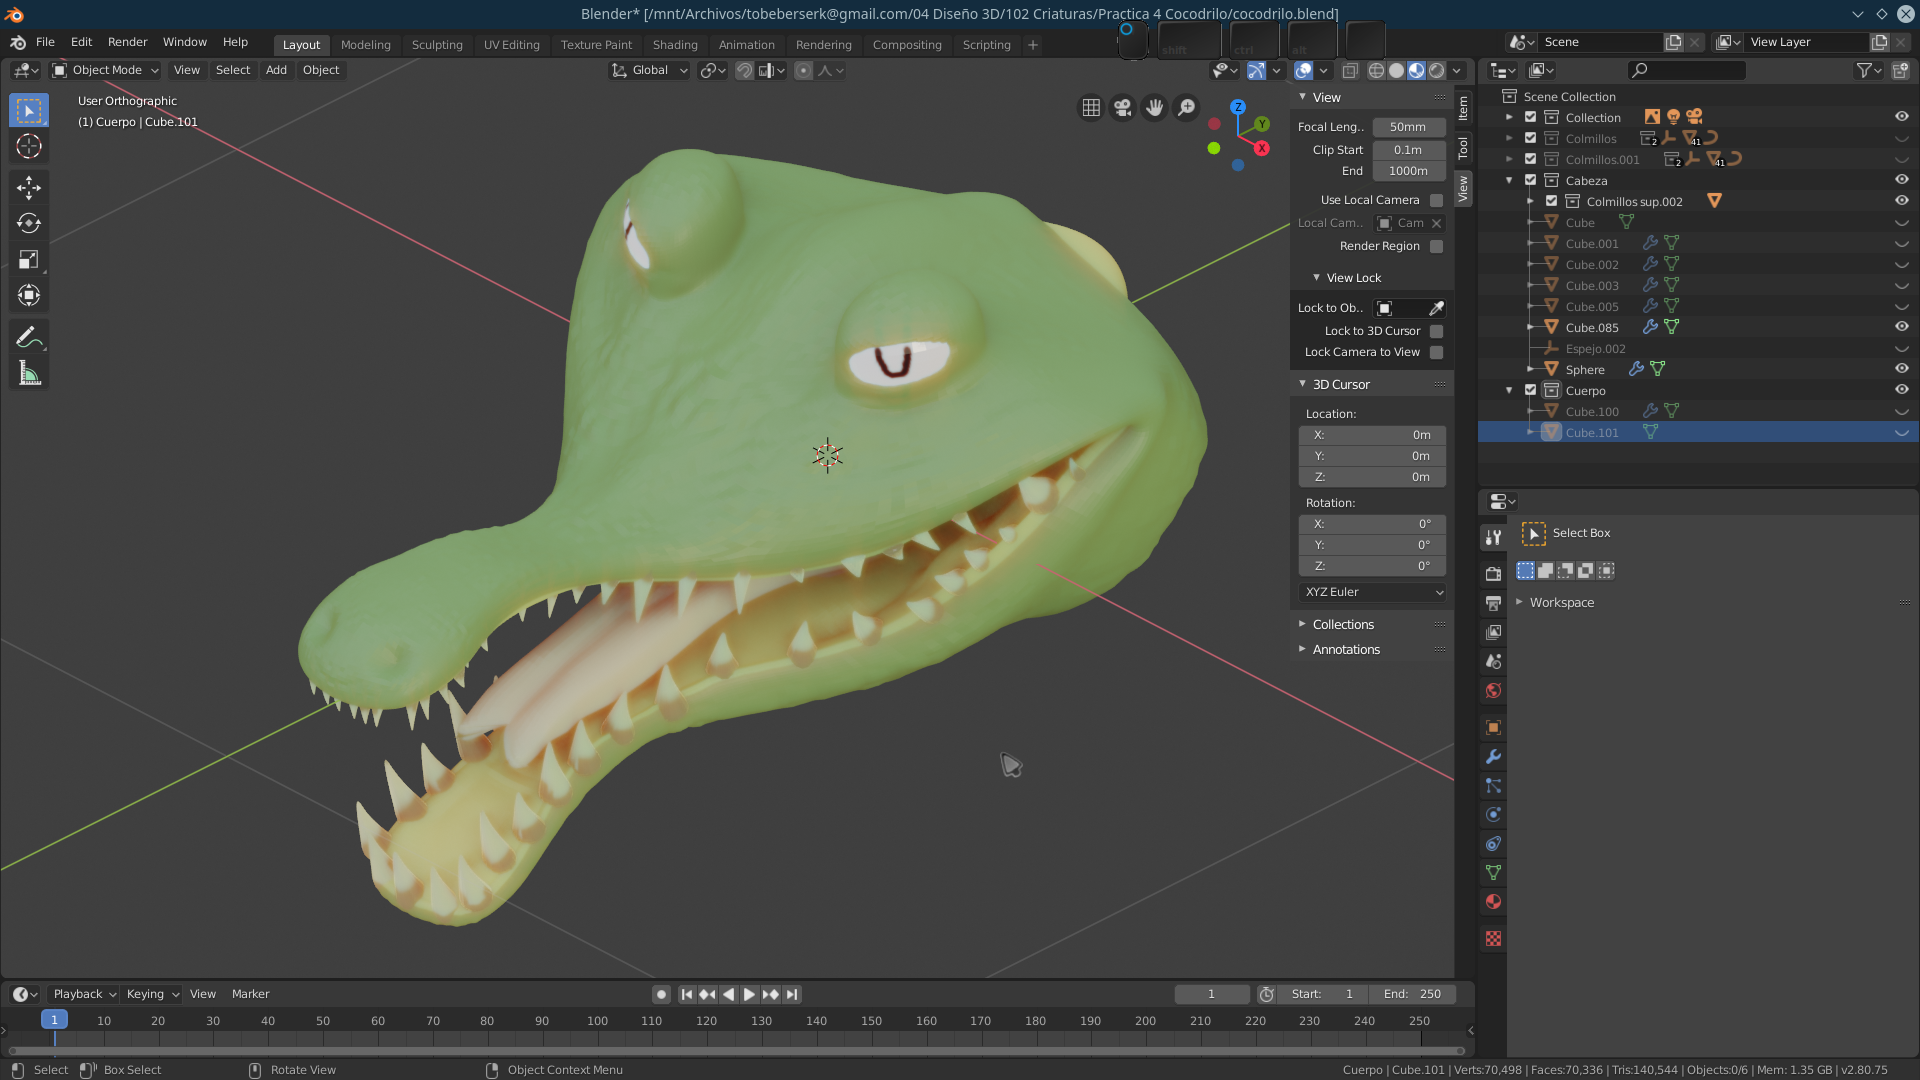 Blender* [/mnt/Archivos/tobeberserk@gmail.com/04 Diseño 3D/102 Criaturas/Practica 4 Cocodrilo/cocodrilo.blend]
File Edit Render Window Help Layout Modeling Sculpting UV Editing Texture Paint Shading Animation Rendering Compositing Scripting + shift ctrl alt Scene View Layer
Object Mode View Select Add Object Global
User Orthographic
(1) Cuerpo | Cube.101
Z
Y
X
View
Focal Leng.. 50mm
Clip Start 0.1m
End 1000m
Use Local Camera
Local Cam.. Cam
Render Region
View Lock
Lock to Ob..
Lock to 3D Cursor
Lock Camera to View
3D Cursor
Location:
X: 0m
Y: 0m
Z: 0m
Rotation:
X: 0°
Y: 0°
Z: 0°
XYZ Euler
Collections
Annotations
Item
Tool
View
Scene Collection
Collection
Colmillos 2 41
Colmillos.001 2 41
Cabeza
Colmillos sup.002
Cube
Cube.001
Cube.002
Cube.003
Cube.005
Cube.085
Espejo.002
Sphere
Cuerpo
Cube.100
Cube.101
Select Box
Workspace
Playback Keying View Marker 1 Start: 1 End: 250
1 10 20 30 40 50 60 70 80 90 100 110 120 130 140 150 160 170 180 190 200 210 220 230 240 250
Select Box Select Rotate View Object Context Menu Cuerpo | Cube.101 | Verts:70,498 | Faces:70,336 | Tris:140,544 | Objects:0/6 | Mem: 1.35 GB | v2.80.75